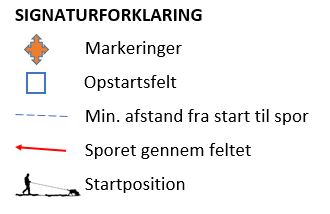 SIGNATURFORKLARING
Markeringer
Opstartsfelt
Min. afstand fra start til spor
Sporet gennem feltet
Startposition